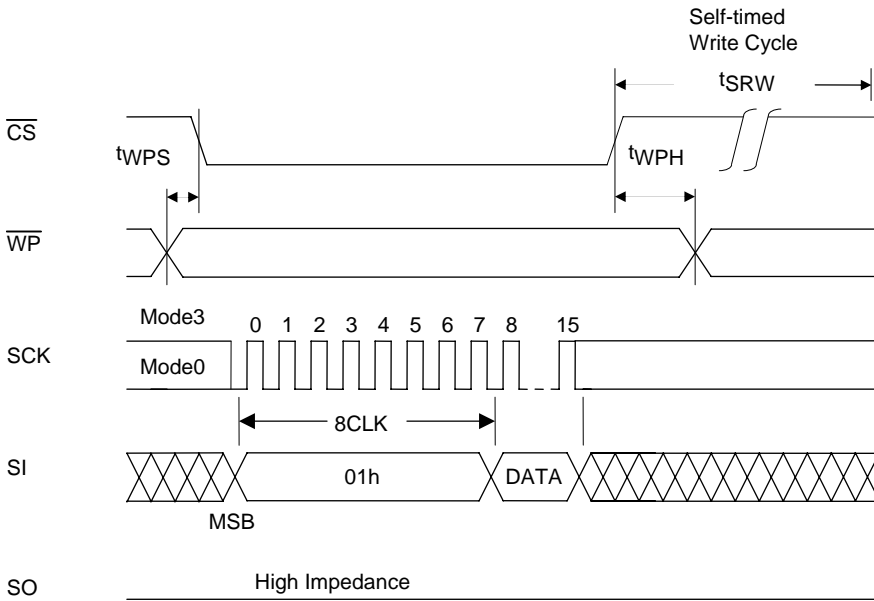 Self-timed
Write Cycle
tSRW
CS
tWPS
tWPH
WP
Mode3
0 1 2 3 4 5 6 7 8 15
SCK
Mode0
8CLK
SI
01h
DATA
MSB
High Impedance
SO